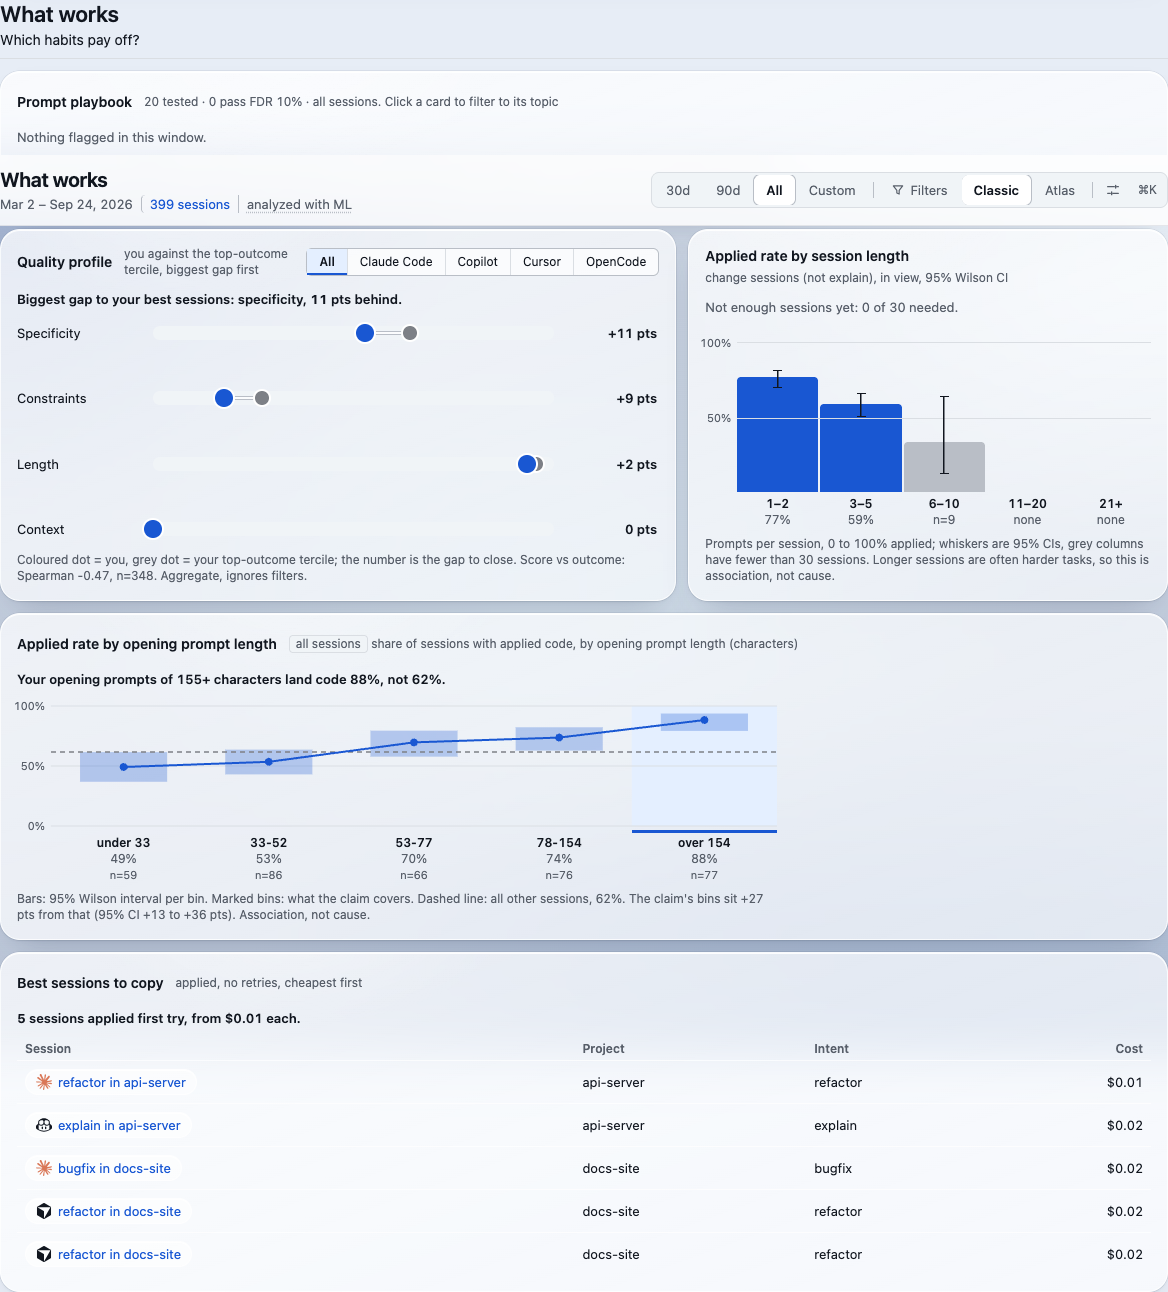 What works
Which habits pay off?
Prompt playbook 20 tested · 0 pass FDR 10% · all sessions. Click a card to filter to its topic
Nothing flagged in this window.
What works
Mar 2 – Sep 24, 2026 399 sessions analyzed with ML
30d 90d All Custom Filters Classic Atlas ⌘K
Quality profile
you against the top-outcome
tercile, biggest gap first
All Claude Code Copilot Cursor OpenCode
Biggest gap to your best sessions: specificity, 11 pts behind.
Specificity +11 pts
Constraints +9 pts
Length +2 pts
Context 0 pts
Coloured dot = you, grey dot = your top-outcome tercile; the number is the gap to close. Score vs outcome:
Spearman -0.47, n=348. Aggregate, ignores filters.
Applied rate by session length
change sessions (not explain), in view, 95% Wilson CI
Not enough sessions yet: 0 of 30 needed.
100%
50%
1–2 3–5 6–10 11–20 21+
77% 59% n=9 none none
Prompts per session, 0 to 100% applied; whiskers are 95% CIs, grey columns
have fewer than 30 sessions. Longer sessions are often harder tasks, so this is
association, not cause.
Applied rate by opening prompt length all sessions share of sessions with applied code, by opening prompt length (characters)
Your opening prompts of 155+ characters land code 88%, not 62%.
100%
50%
0%
under 33 33-52 53-77 78-154 over 154
49% 53% 70% 74% 88%
n=59 n=86 n=66 n=76 n=77
Bars: 95% Wilson interval per bin. Marked bins: what the claim covers. Dashed line: all other sessions, 62%. The claim's bins sit +27
pts from that (95% CI +13 to +36 pts). Association, not cause.
Best sessions to copy applied, no retries, cheapest first
5 sessions applied first try, from $0.01 each.
Session Project Intent Cost
refactor in api-server api-server refactor $0.01
explain in api-server api-server explain $0.02
bugfix in docs-site docs-site bugfix $0.02
refactor in docs-site docs-site refactor $0.02
refactor in docs-site docs-site refactor $0.02